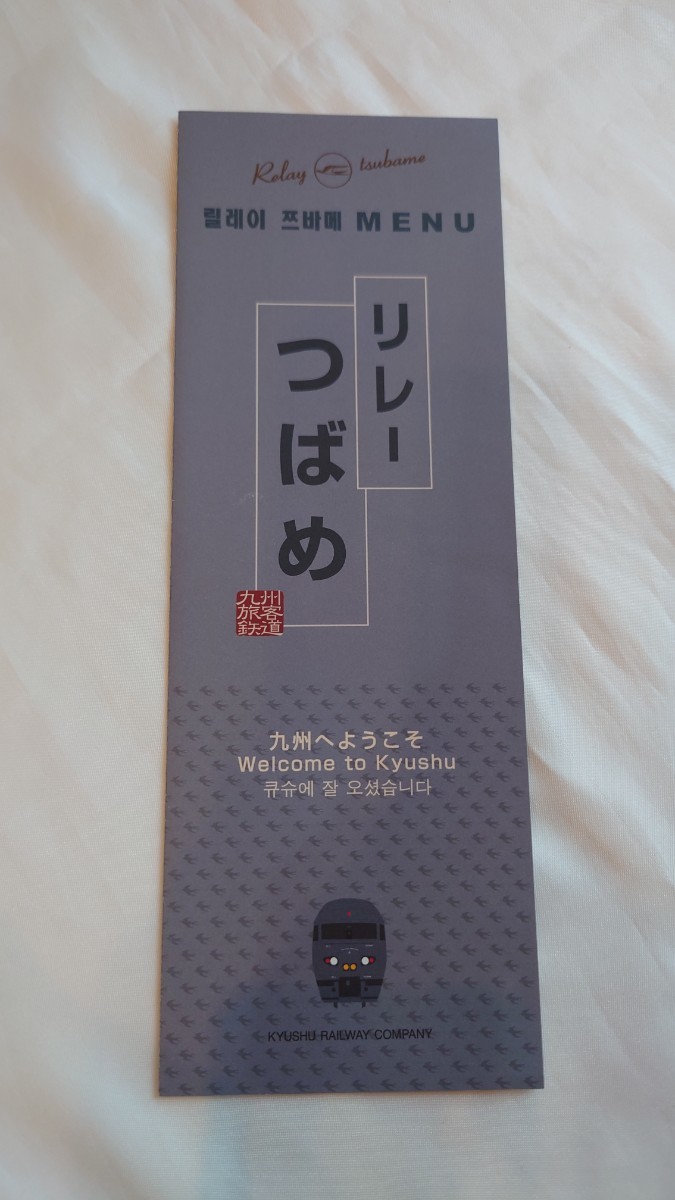 Relay tsubame
릴레이 쯔바메 MENU
リレー
つばめ
九州
旅客
鉄道
九州へようこそ
Welcome to Kyushu
큐슈에 잘 오셨습니다
KYUSHU RAILWAY COMPANY